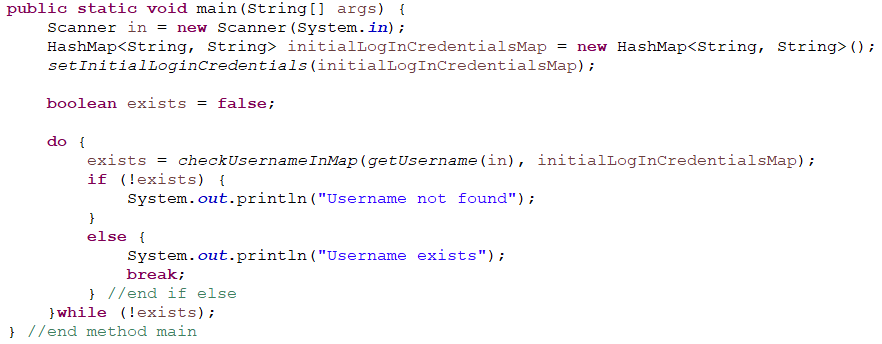 public static void main(String[] args) {
    Scanner in = new Scanner(System.in);
    HashMap<String, String> initialLogInCredentialsMap = new HashMap<String, String>();
    setInitialLoginCredentials(initialLogInCredentialsMap);

    boolean exists = false;

    do {
        exists = checkUsernameInMap(getUsername(in), initialLogInCredentialsMap);
        if (!exists) {
            System.out.println("Username not found");
        }
        else {
            System.out.println("Username exists");
            break;
        } //end if else
    }while (!exists);
} //end method main